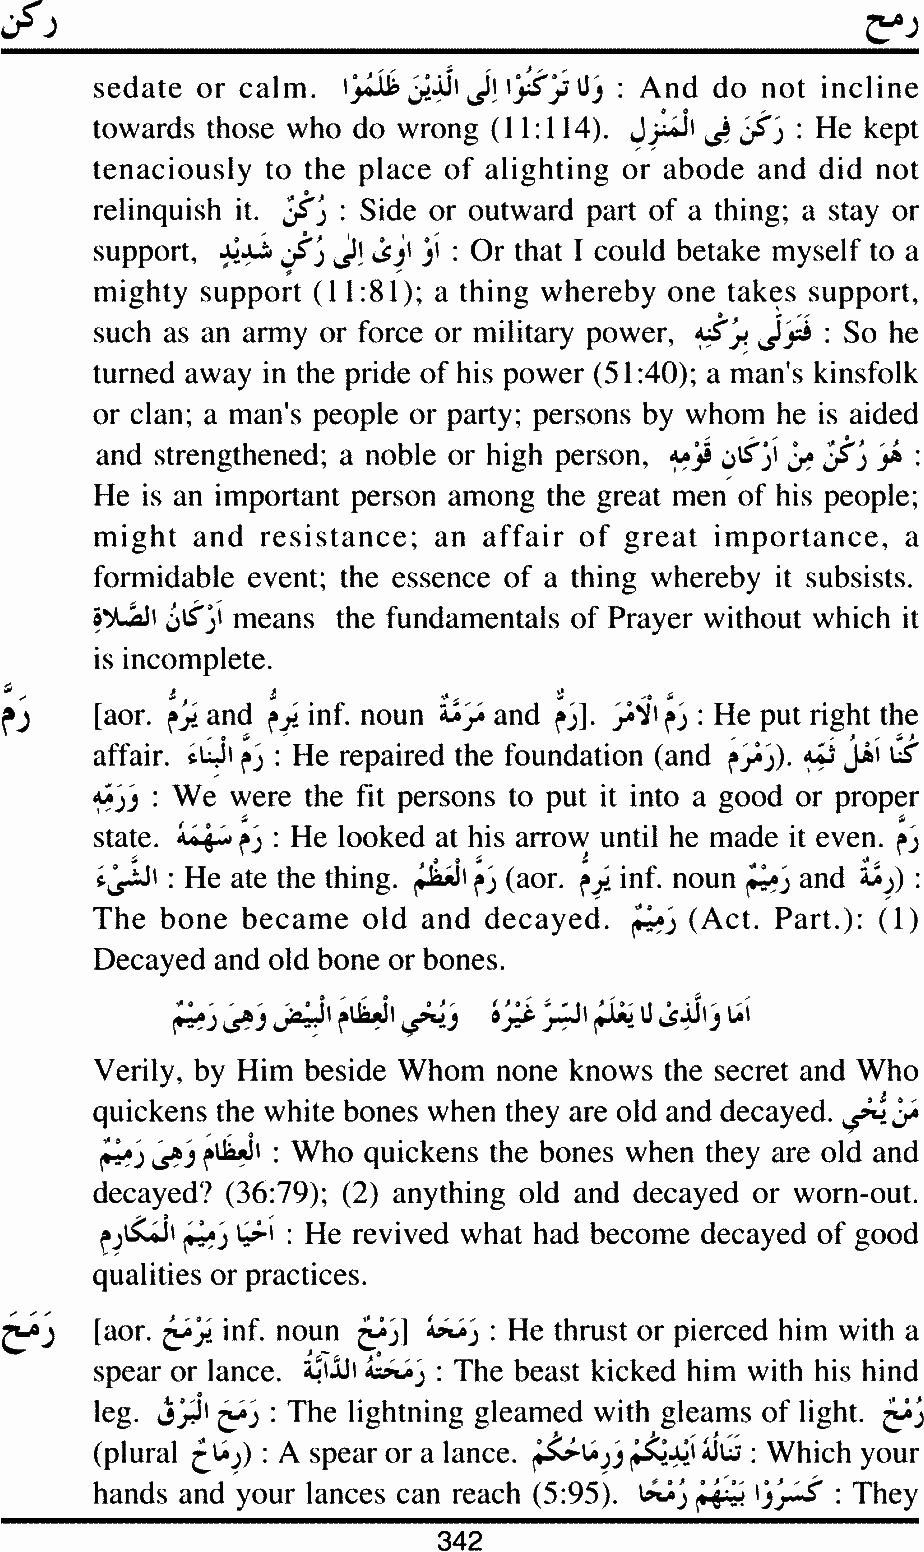 ركن رمح
sedate or calm. وَلَا تَرْكَنُوْا اِلَى الَّذِيْنَ ظَلَمُوْا : And do not incline
towards those who do wrong (11:114). رَكَنَ فِى الْمَنْزِلِ : He kept
tenaciously to the place of alighting or abode and did not
relinquish it. رُكْنٌ : Side or outward part of a thing; a stay or
support, اَوْ اٰوِىْ اِلٰى رُكْنٍ شَدِيْدٍ : Or that I could betake myself to a
mighty support (11:81); a thing whereby one takes support,
such as an army or force or military power, فَتَوَلّٰى بِرُكْنِهٖ : So he
turned away in the pride of his power (51:40); a man's kinsfolk
or clan; a man's people or party; persons by whom he is aided
and strengthened; a noble or high person, هُوَ رُكْنٌ مِنْ اَرْكَانِ قَوْمِهٖ :
He is an important person among the great men of his people;
might and resistance; an affair of great importance, a
formidable event; the essence of a thing whereby it subsists.
اَرْكَانُ الصَّلَاةِ means the fundamentals of Prayer without which it
is incomplete.
رَمَّ [aor. يَرُمُّ and يَرِمُّ inf. noun مَرَمَّةٌ and رَمٌّ]. رَمَّ الْاَمْرَ : He put right the
affair. رَمَّ الْبِنَاءَ : He repaired the foundation (and رَمْرَمَ). كُنَّا اَهْلَ ثَمِّهٖ
وَرَمِّهٖ : We were the fit persons to put it into a good or proper
state. رَمَّ سَهْمَهُ : He looked at his arrow until he made it even. رَمَّ
الشَّىْءَ : He ate the thing. رَمَّ الْعَظْمُ (aor. يَرِمُّ inf. noun رَمِيْمٌ and رِمَّةٌ) :
The bone became old and decayed. رَمِيْمٌ (Act. Part.): (1)
Decayed and old bone or bones.
اَمَا وَالَّذِىْ لَا يَعْلَمُ السِّرَّ غَيْرُهُ وَيُحْىِ الْعِظَامَ الْبِيْضَ وَهِىَ رَمِيْمٌ
Verily, by Him beside Whom none knows the secret and Who
quickens the white bones when they are old and decayed. مَنْ يُحْىِ
الْعِظَامَ وَهِىَ رَمِيْمٌ : Who quickens the bones when they are old and
decayed? (36:79); (2) anything old and decayed or worn-out.
اَحْيَا رَمِيْمَ الْمَكَارِمِ : He revived what had become decayed of good
qualities or practices.
رَمَحَ [aor. يَرْمَحُ inf. noun رَمْحٌ] رَمَحَهُ : He thrust or pierced him with a
spear or lance. رَمَحَتْهُ الدَّآبَّةُ : The beast kicked him with his hind
leg. رَمَحَ الْبَرْقُ : The lightning gleamed with gleams of light. رُمْحٌ
(plural رِمَاحٌ) : A spear or a lance. تَنَالُهُ اَيْدِيْكُمْ وَرِمَاحُكُمْ : Which your
hands and your lances can reach (5:95). كَسَرُوْا بَيْنَهُمْ رُمْحًا : They
342